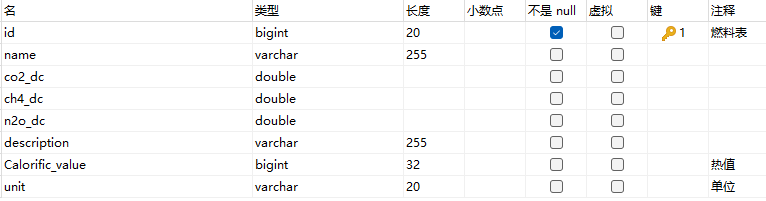 名 类型 长度 小数点 不是 null 虚拟 键 注释
id bigint 20 1 燃料表
name varchar 255
co2_dc double
ch4_dc double
n2o_dc double
description varchar 255
Calorific_value bigint 32 热值
unit varchar 20 单位